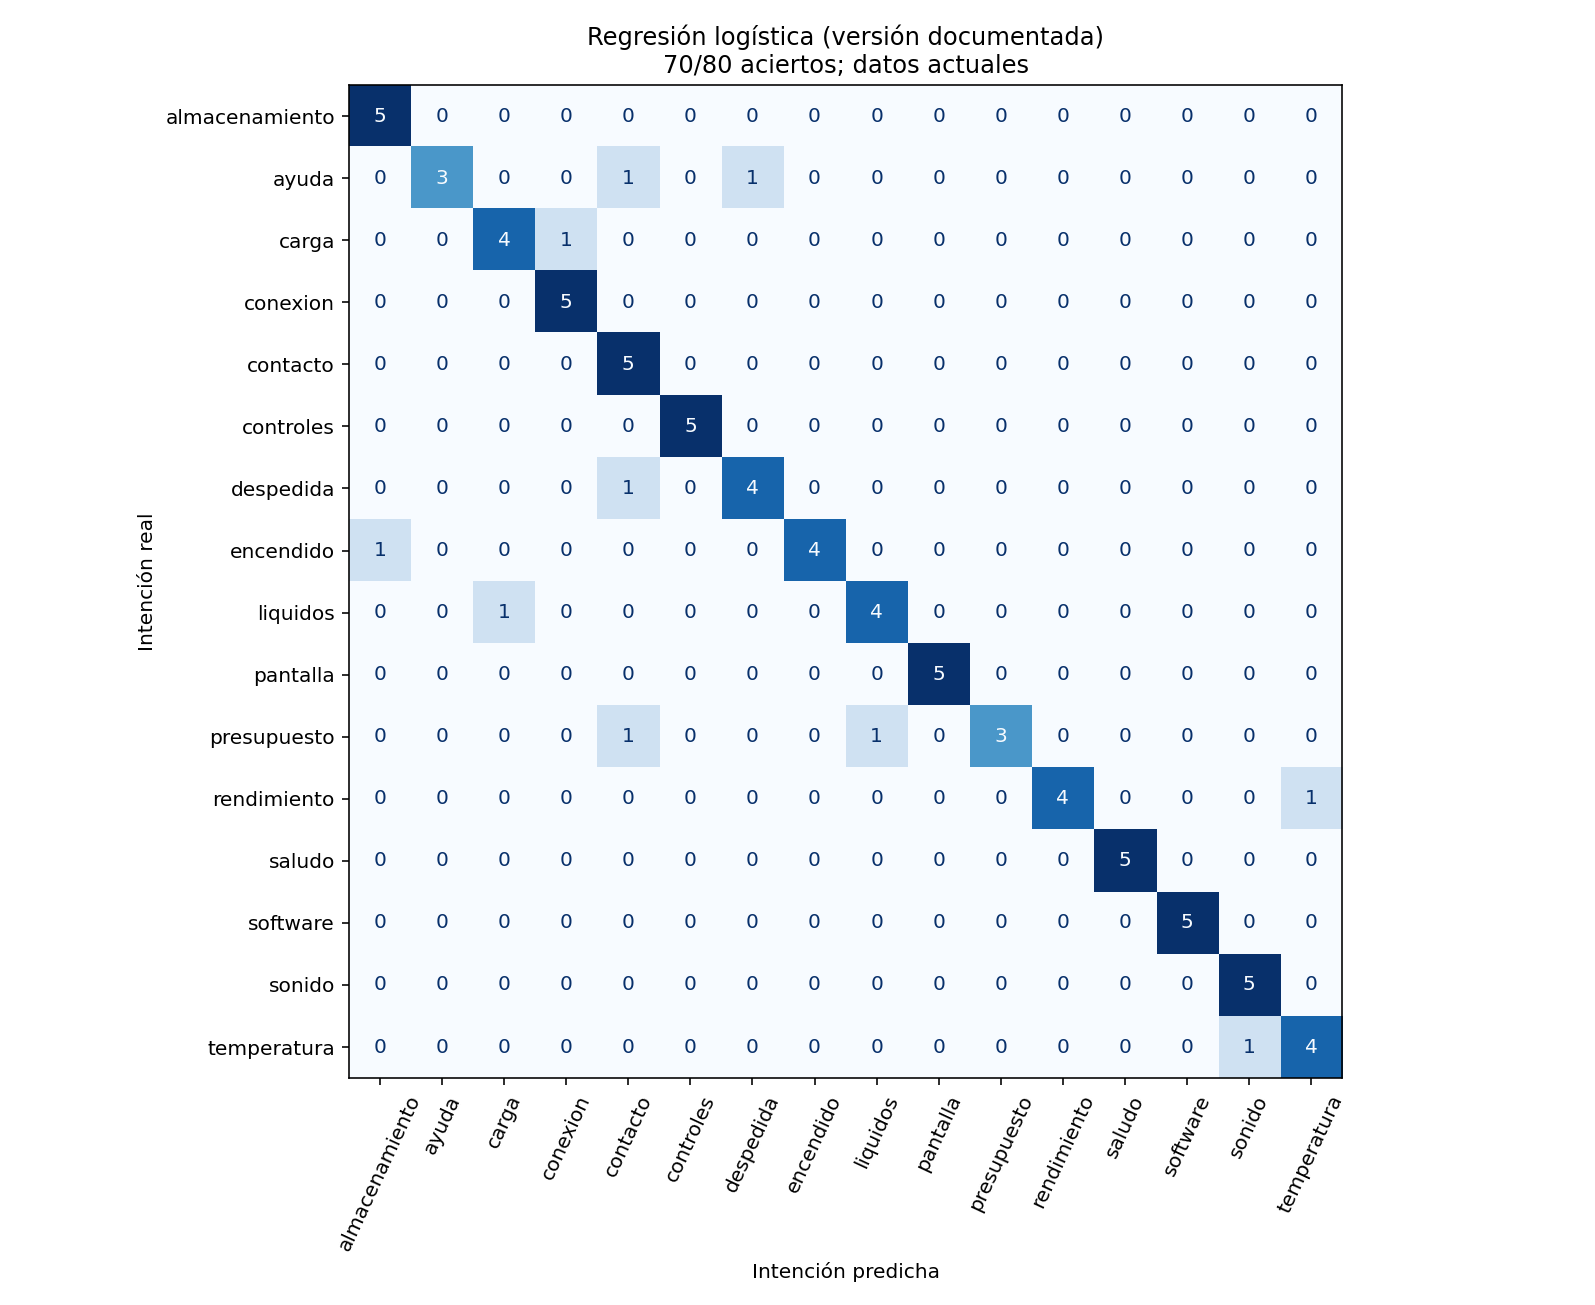 Regresión logística (versión documentada)
70/80 aciertos; datos actuales
almacenamiento 5 0 0 0 0 0 0 0 0 0 0 0 0 0 0 0
ayuda 0 3 0 0 1 0 1 0 0 0 0 0 0 0 0 0
carga 0 0 4 1 0 0 0 0 0 0 0 0 0 0 0 0
conexion 0 0 0 5 0 0 0 0 0 0 0 0 0 0 0 0
contacto 0 0 0 0 5 0 0 0 0 0 0 0 0 0 0 0
controles 0 0 0 0 0 5 0 0 0 0 0 0 0 0 0 0
despedida 0 0 0 0 1 0 4 0 0 0 0 0 0 0 0 0
encendido 1 0 0 0 0 0 0 4 0 0 0 0 0 0 0 0
liquidos 0 0 1 0 0 0 0 0 4 0 0 0 0 0 0 0
pantalla 0 0 0 0 0 0 0 0 0 5 0 0 0 0 0 0
presupuesto 0 0 0 0 1 0 0 0 1 0 3 0 0 0 0 0
rendimiento 0 0 0 0 0 0 0 0 0 0 0 4 0 0 0 1
saludo 0 0 0 0 0 0 0 0 0 0 0 0 5 0 0 0
software 0 0 0 0 0 0 0 0 0 0 0 0 0 5 0 0
sonido 0 0 0 0 0 0 0 0 0 0 0 0 0 0 5 0
temperatura 0 0 0 0 0 0 0 0 0 0 0 0 0 0 1 4
Intención real
almacenamiento ayuda carga conexion contacto controles despedida encendido liquidos pantalla presupuesto rendimiento saludo software sonido temperatura
Intención predicha